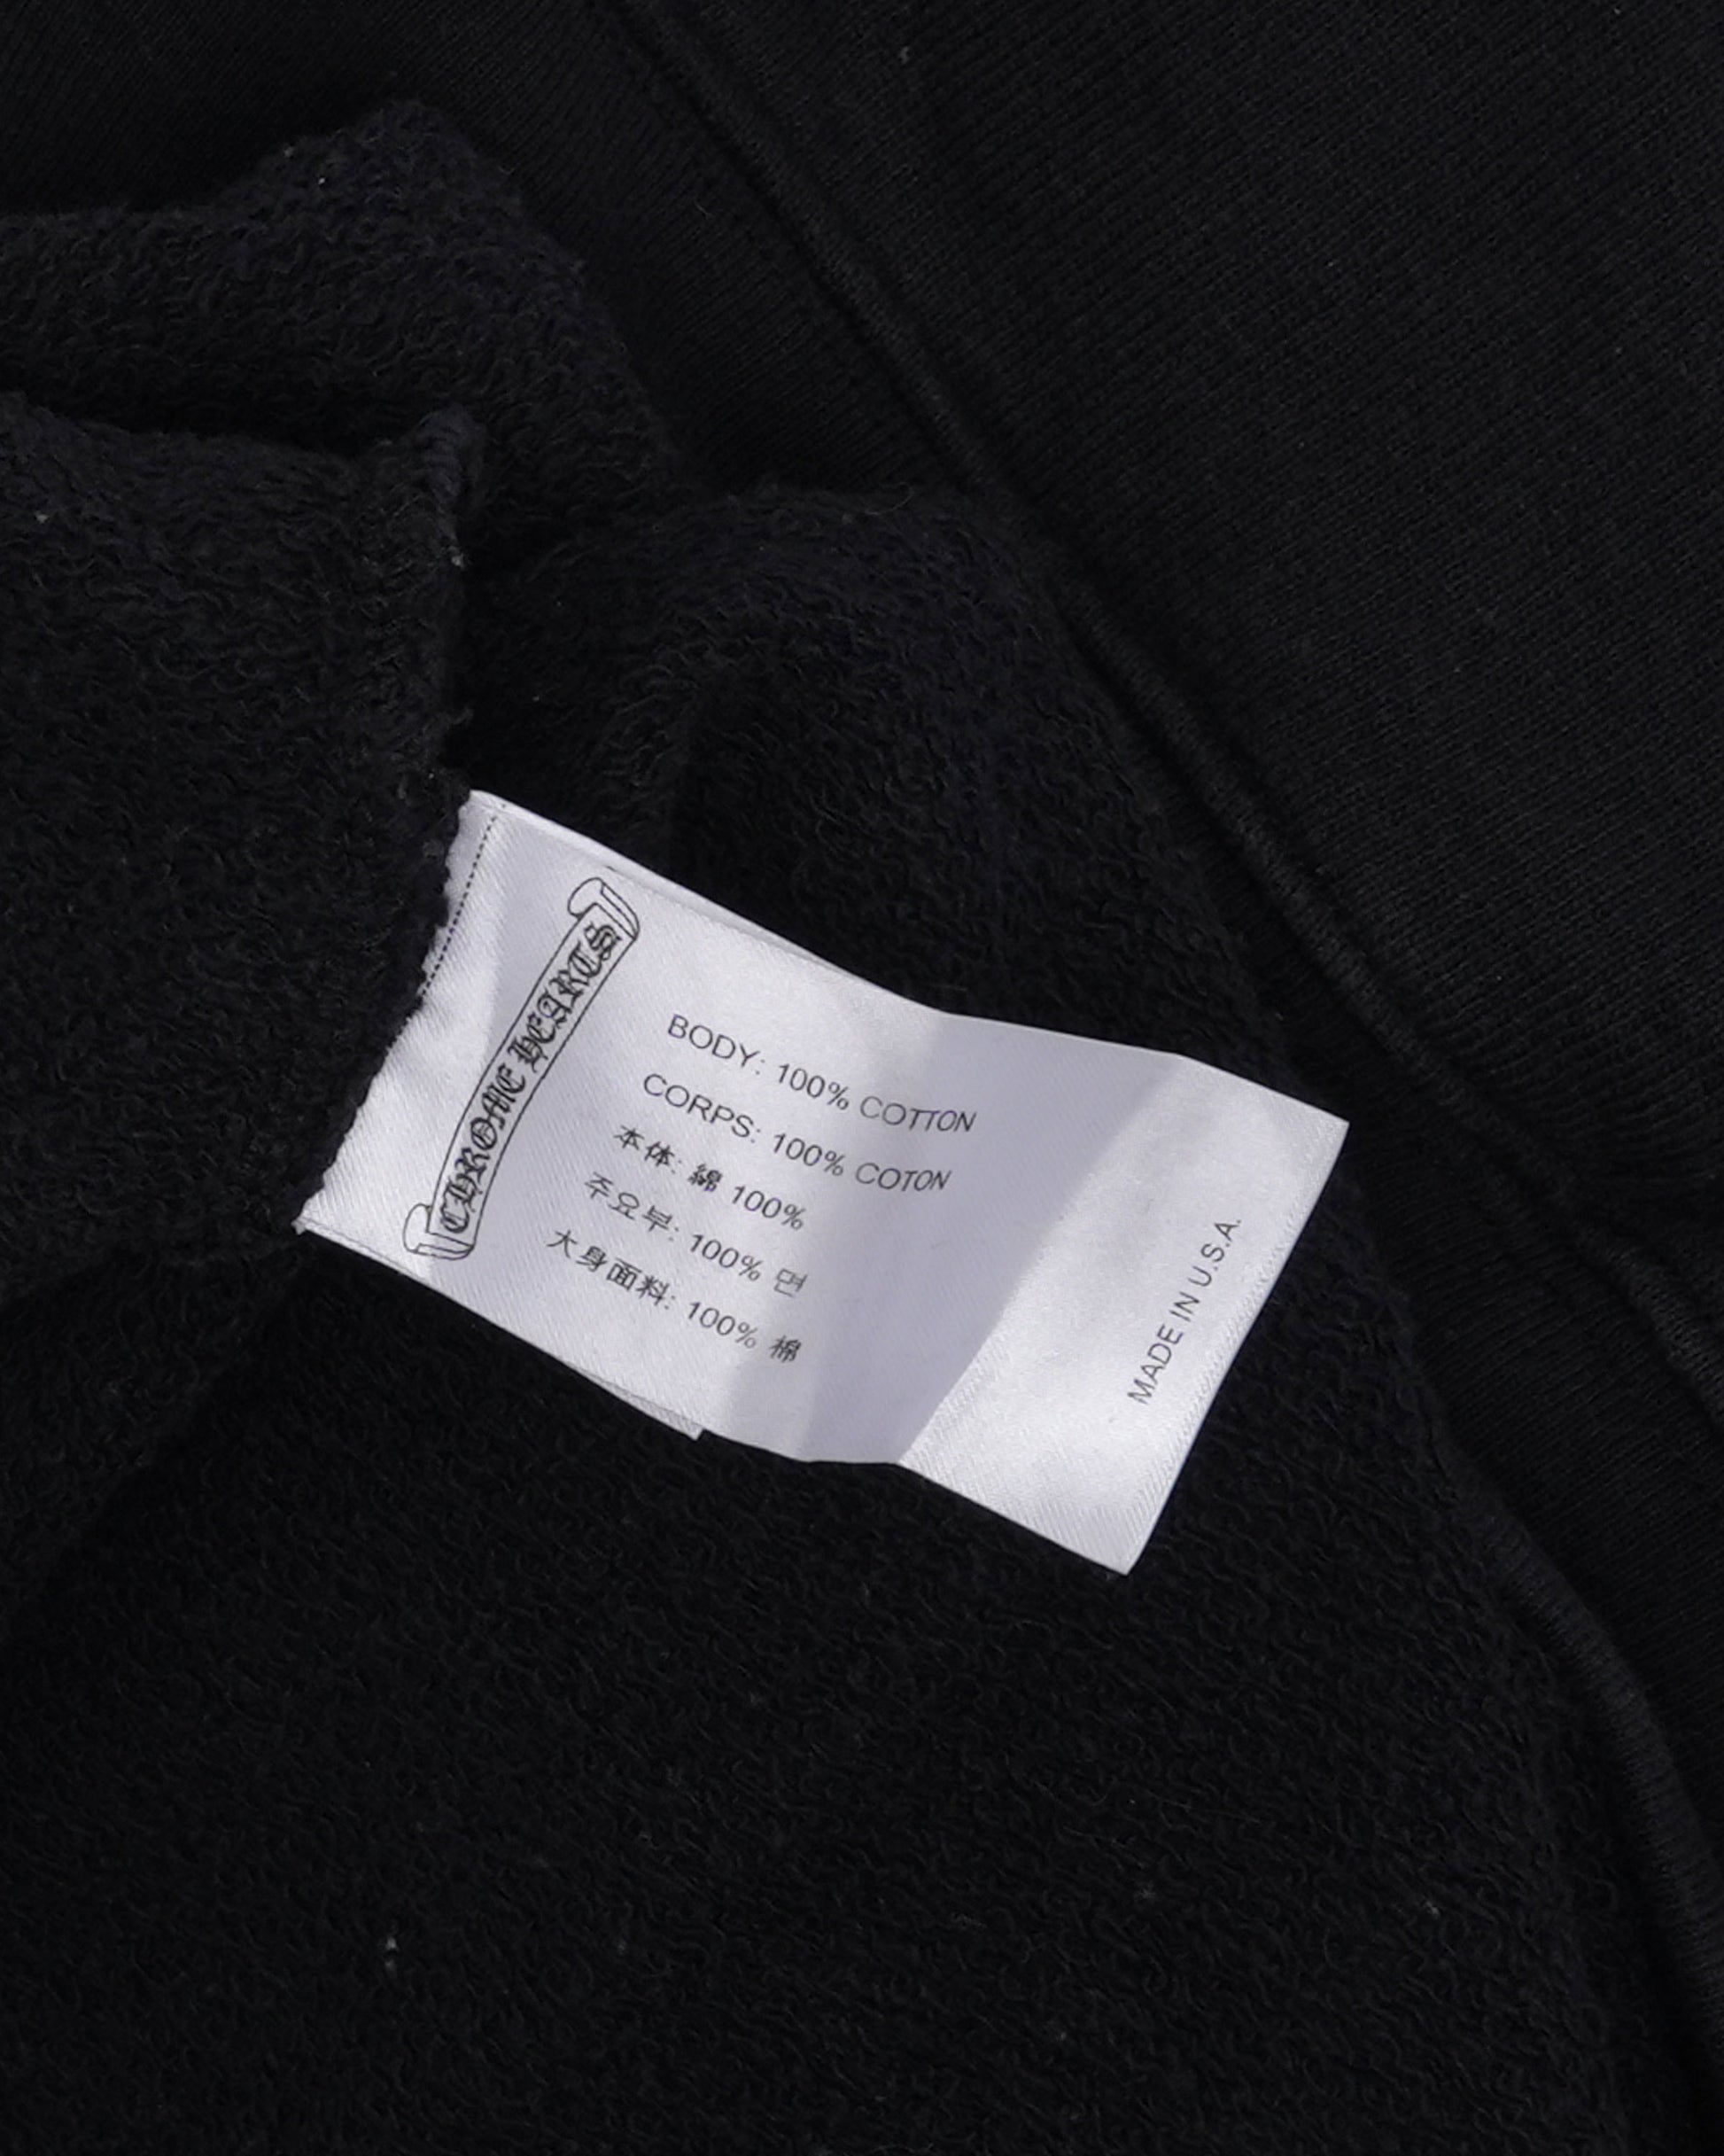 CHROME HEARTS
BODY: 100% COTTON
CORPS: 100% COTON
本体: 綿 100%
주요부: 100% 면
大身面料: 100% 棉
MADE IN U.S.A.